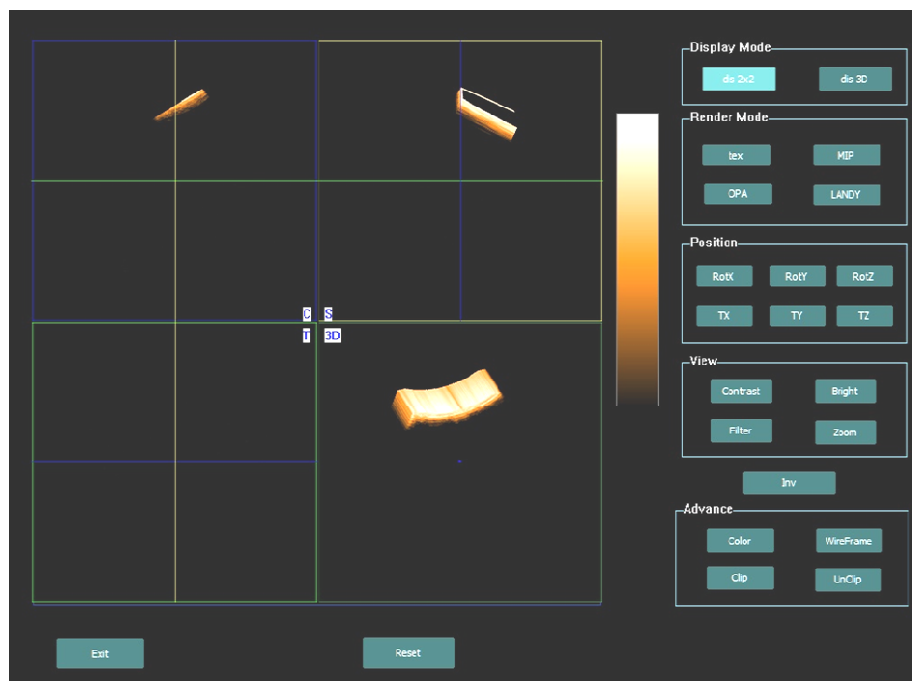 Display Mode
dis 2x2 dis 3D
Render Mode
tex MIP
OPA LANDY
Position
RotX RotY RotZ
TX TY TZ
C S
T 3D
View
Contrast Bright
Filter Zoom
Inv
Advance
Color WireFrame
Clip UnClip
Exit Reset